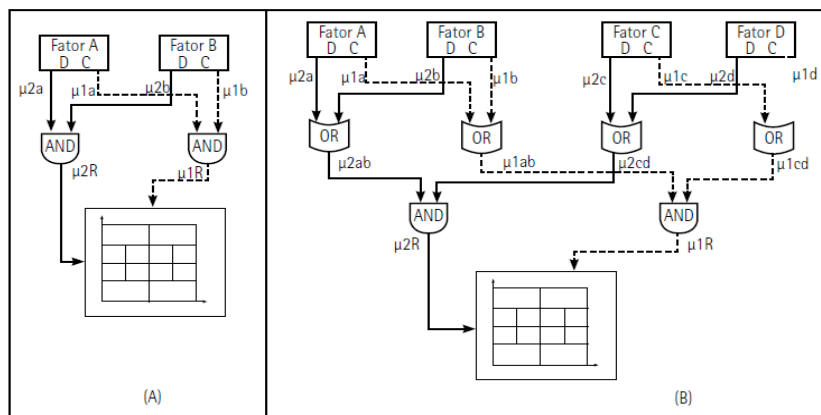 Fator A
D C
Fator B
D C
μ2a
μ1a
μ2b
μ1b
AND
AND
μ2R
μ1R
(A)
Fator A
D C
Fator B
D C
Fator C
D C
Fator D
D C
μ2a
μ1a
μ2b
μ1b
μ2c
μ1c
μ2d
μ1d
OR
OR
OR
OR
μ2ab
μ1ab
μ2cd
μ1cd
AND
AND
μ2R
μ1R
(B)